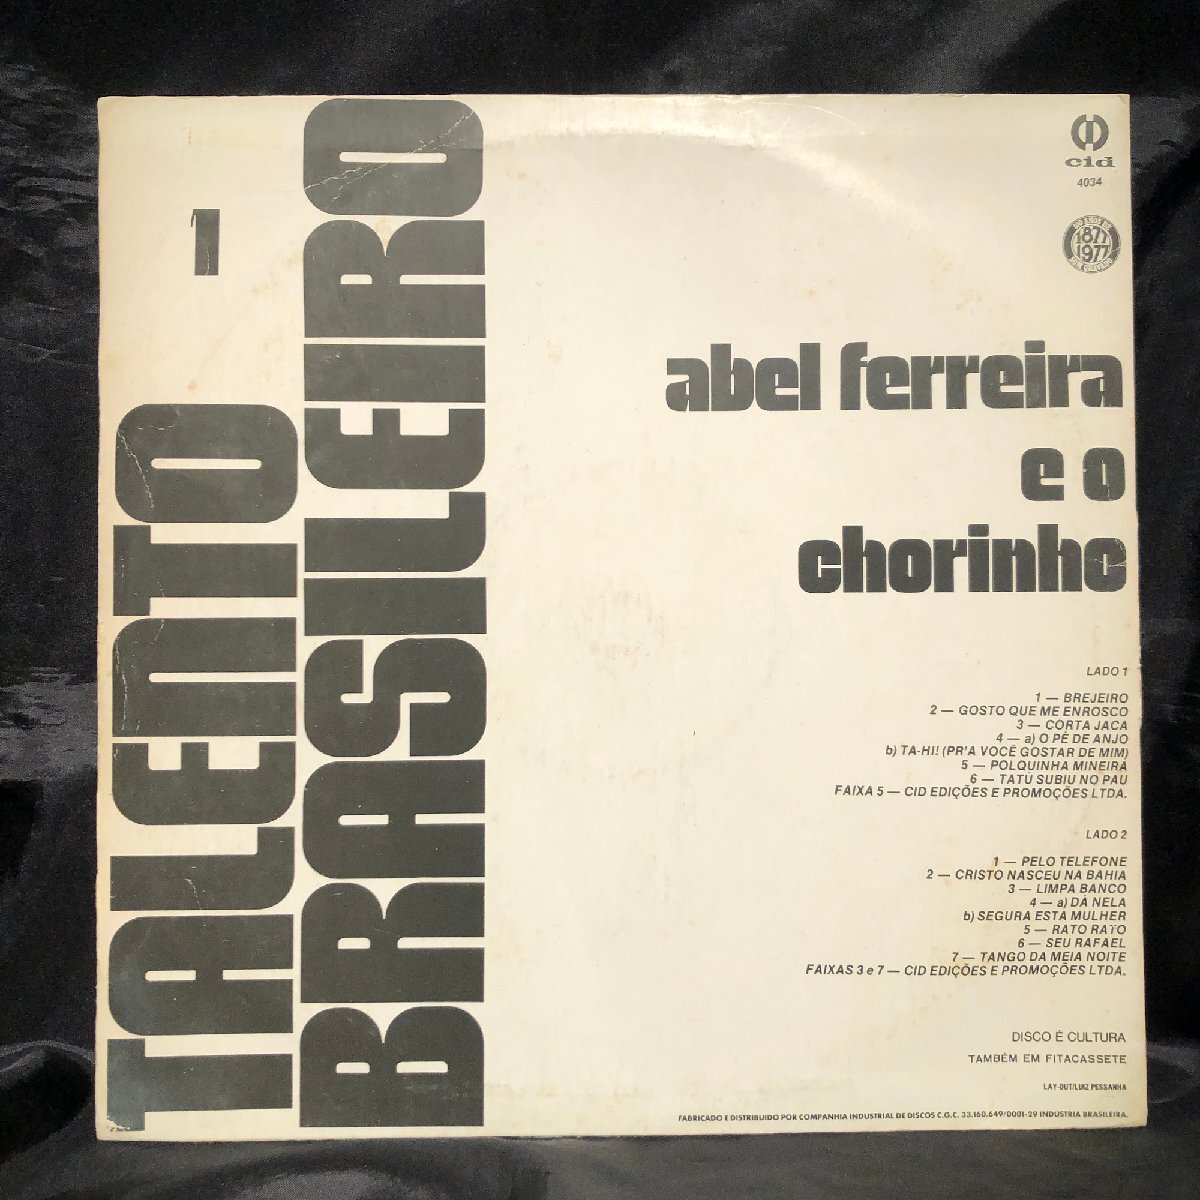 TALENTO
BRASILEIRO
1
cid
4034
1877
1977
abel ferreira
e o
chorinho
LADO 1
1 — BREJEIRO
2 — GOSTO QUE ME ENROSCO
3 — CORTA JACA
4 — a) O PÉ DE ANJO
b) TA-HI! (PR'A VOCÊ GOSTAR DE MIM)
5 — POLQUINHA MINEIRA
6 — TATÚ SUBIU NO PAU
FAIXA 5 — CID EDIÇÕES E PROMOÇÕES LTDA.
LADO 2
1 — PELO TELEFONE
2 — CRISTO NASCEU NA BAHIA
3 — LIMPA BANCO
4 — a) DÁ NELA
b) SEGURA ESTA MULHER
5 — RATO RATO
6 — SEU RAFAEL
7 — TANGO DA MEIA NOITE
FAIXAS 3 e 7 — CID EDIÇÕES E PROMOÇÕES LTDA.
DISCO É CULTURA
TAMBÉM EM FITACASSETE
LAY-OUT/LUIZ PESSANHA
FABRICADO E DISTRIBUIDO POR COMPANHIA INDUSTRIAL DE DISCOS C.G.C. 33.160.649/0001-29 INDÚSTRIA BRASILEIRA.